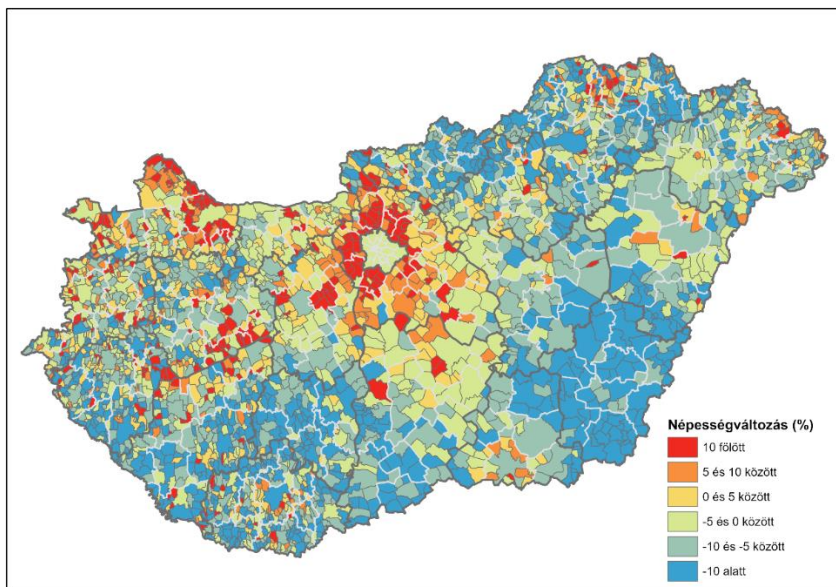 Népességváltozás (%)
10 fölött
5 és 10 között
0 és 5 között
-5 és 0 között
-10 és -5 között
-10 alatt